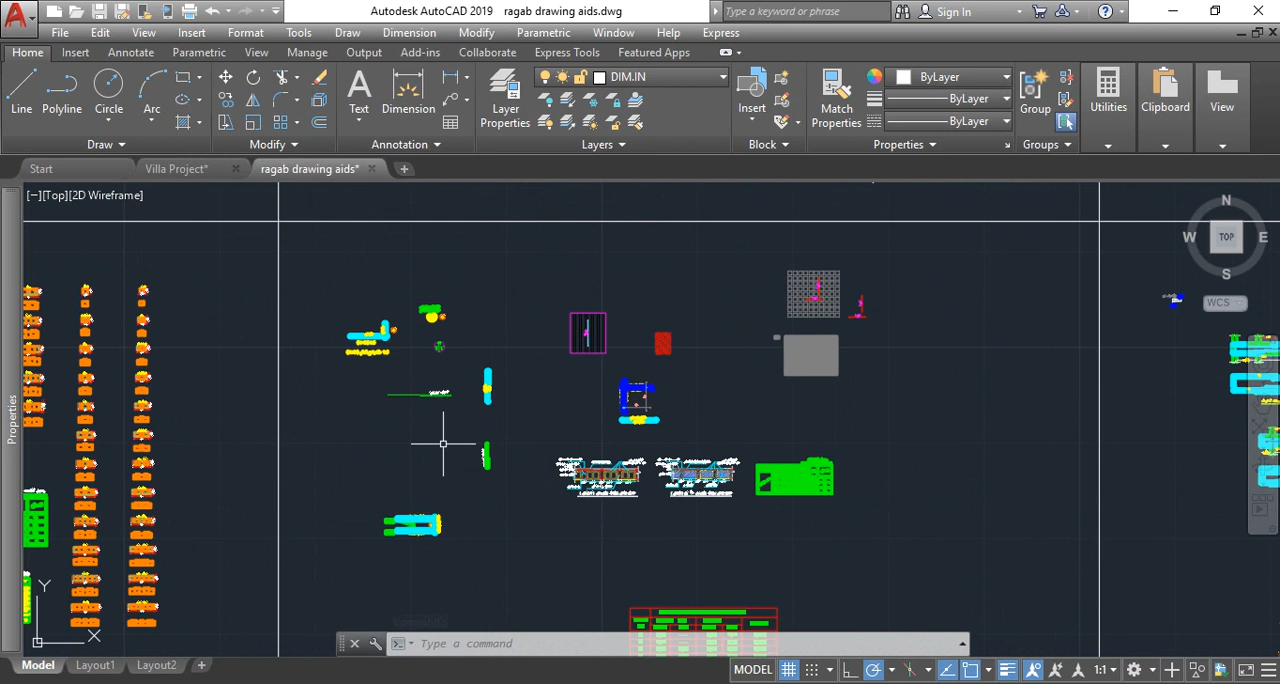 Autodesk AutoCAD 2019 ragab drawing aids.dwg
Type a keyword or phrase
Sign In
File Edit View Insert Format Tools Draw Dimension Modify Parametric Window Help Express
Home Insert Annotate Parametric View Manage Output Add-ins Collaborate Express Tools Featured Apps
Line Polyline Circle Arc
Text Dimension
Layer Properties
DIM.IN
Insert
Match Properties
ByLayer
ByLayer
ByLayer
Group
Utilities
Clipboard
View
Draw Modify Annotation Layers Block Properties Groups
Start Villa Project* ragab drawing aids*
[−][Top][2D Wireframe]
N
W TOP E
S
WCS
Properties
Y
X
Type a command
Model Layout1 Layout2
MODEL 1:1